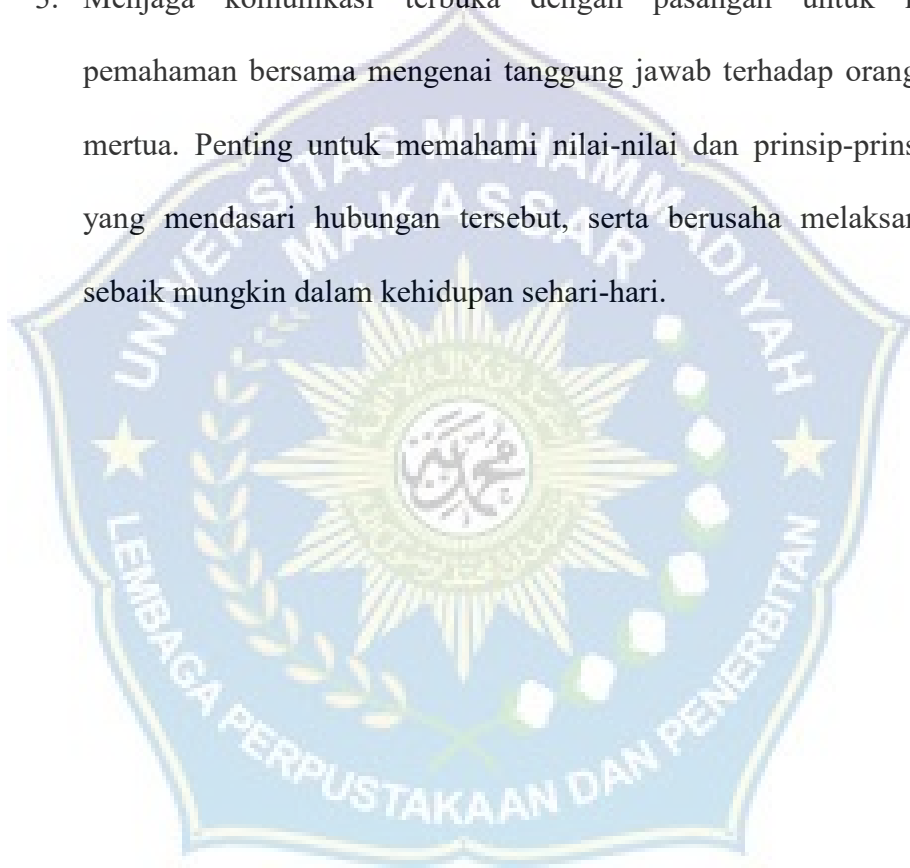 Menjaga komunikasi terbuka dengan pasangan untuk
pemahaman bersama mengenai tanggung jawab terhadap orang
mertua. Penting untuk memahami nilai-nilai dan prinsip-prins
yang mendasari hubungan tersebut, serta berusaha melaksan
sebaik mungkin dalam kehidupan sehari-hari.
UNIVERSITAS MUHAMMADIYAH
MAKASSAR
LEMBAGA PERPUSTAKAAN DAN PENERBITAN